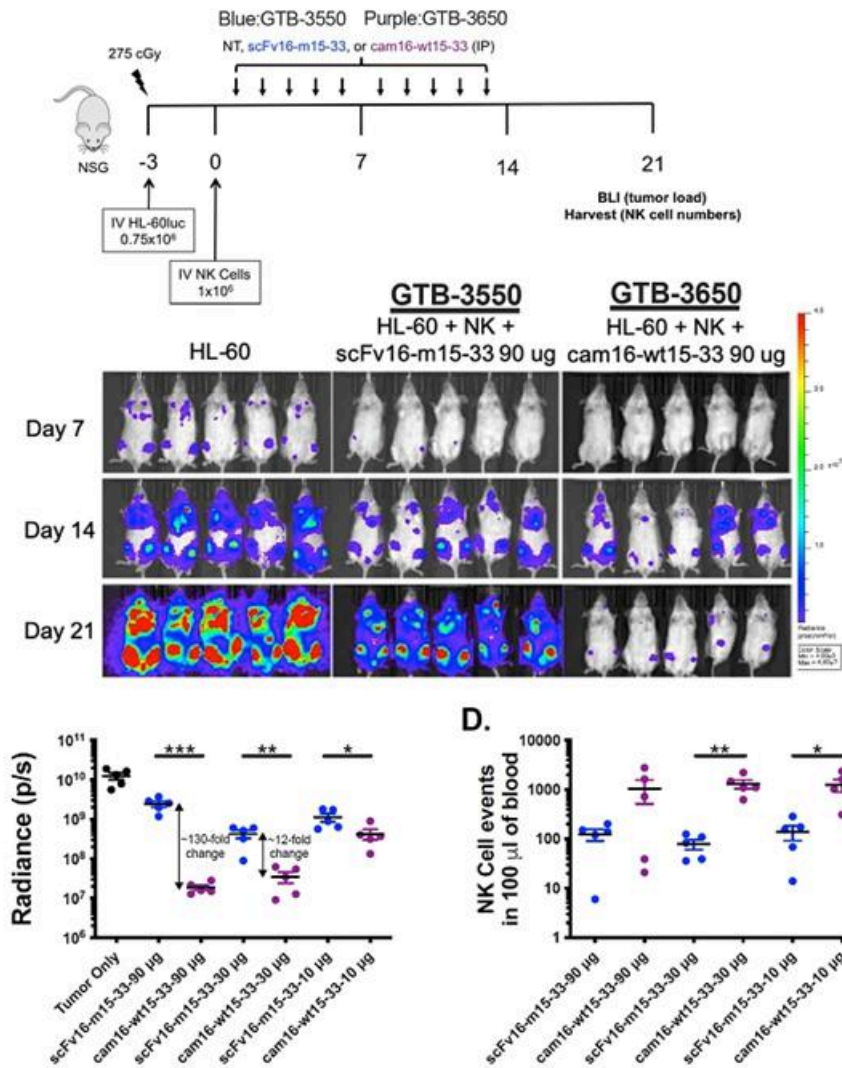 Blue:GTB-3550 Purple:GTB-3650
NT, scFv16-m15-33, or cam16-wt15-33 (IP)
275 cGy
NSG
-3 0 7 14 21
IV HL-60luc
0.75x10⁶
IV NK Cells
1x10⁶
BLI (tumor load)
Harvest (NK cell numbers)
GTB-3550 GTB-3650
HL-60
HL-60 + NK +
scFv16-m15-33 90 ug
HL-60 + NK +
cam16-wt15-33 90 ug
Day 7
Day 14
Day 21
Radiance (p/s)
10¹¹
10¹⁰
10⁹
10⁸
10⁷
10⁶
*** ** *
~130-fold
change
~12-fold
change
Tumor Only
scFv16-m15-33-90 µg
cam16-wt15-33-90 µg
scFv16-m15-33-30 µg
cam16-wt15-33-30 µg
scFv16-m15-33-10 µg
cam16-wt15-33-10 µg
D.
NK Cell events
in 100 µl of blood
10000
1000
100
10
1
** *
scFv16-m15-33-90 µg
cam16-wt15-33-90 µg
scFv16-m15-33-30 µg
cam16-wt15-33-30 µg
scFv16-m15-33-10 µg
cam16-wt15-33-10 µg